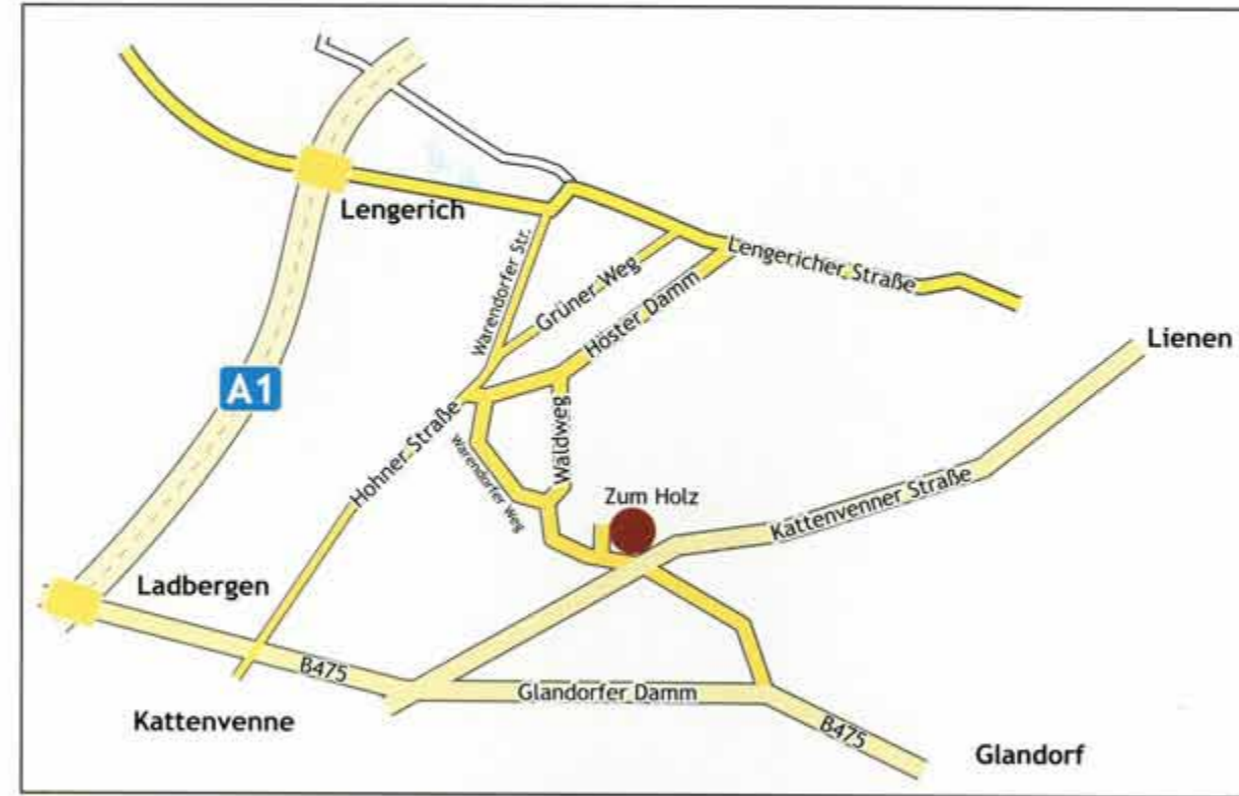 Lengerich
Warendorfer Str.
Grüner Weg
Höster Damm
Lengericher Straße
Lienen
A1
Hohner Straße
warendorfer weg
Waldweg
Zum Holz
Kattenvenner Straße
Ladbergen
B475
Glandorfer Damm
B475
Kattenvenne
Glandorf